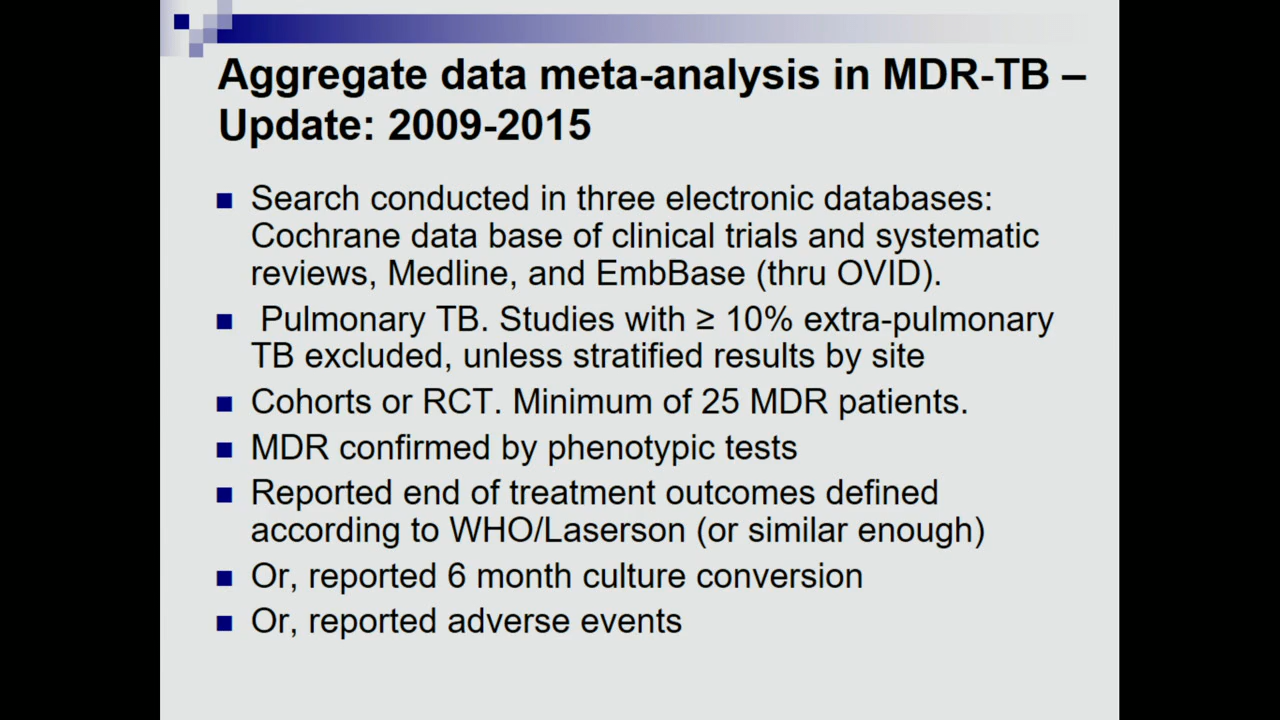 Aggregate data meta-analysis in MDR-TB –
Update: 2009-2015
Search conducted in three electronic databases:
Cochrane data base of clinical trials and systematic
reviews, Medline, and EmbBase (thru OVID).
Pulmonary TB. Studies with ≥ 10% extra-pulmonary
TB excluded, unless stratified results by site
Cohorts or RCT. Minimum of 25 MDR patients.
MDR confirmed by phenotypic tests
Reported end of treatment outcomes defined
according to WHO/Laserson (or similar enough)
Or, reported 6 month culture conversion
Or, reported adverse events